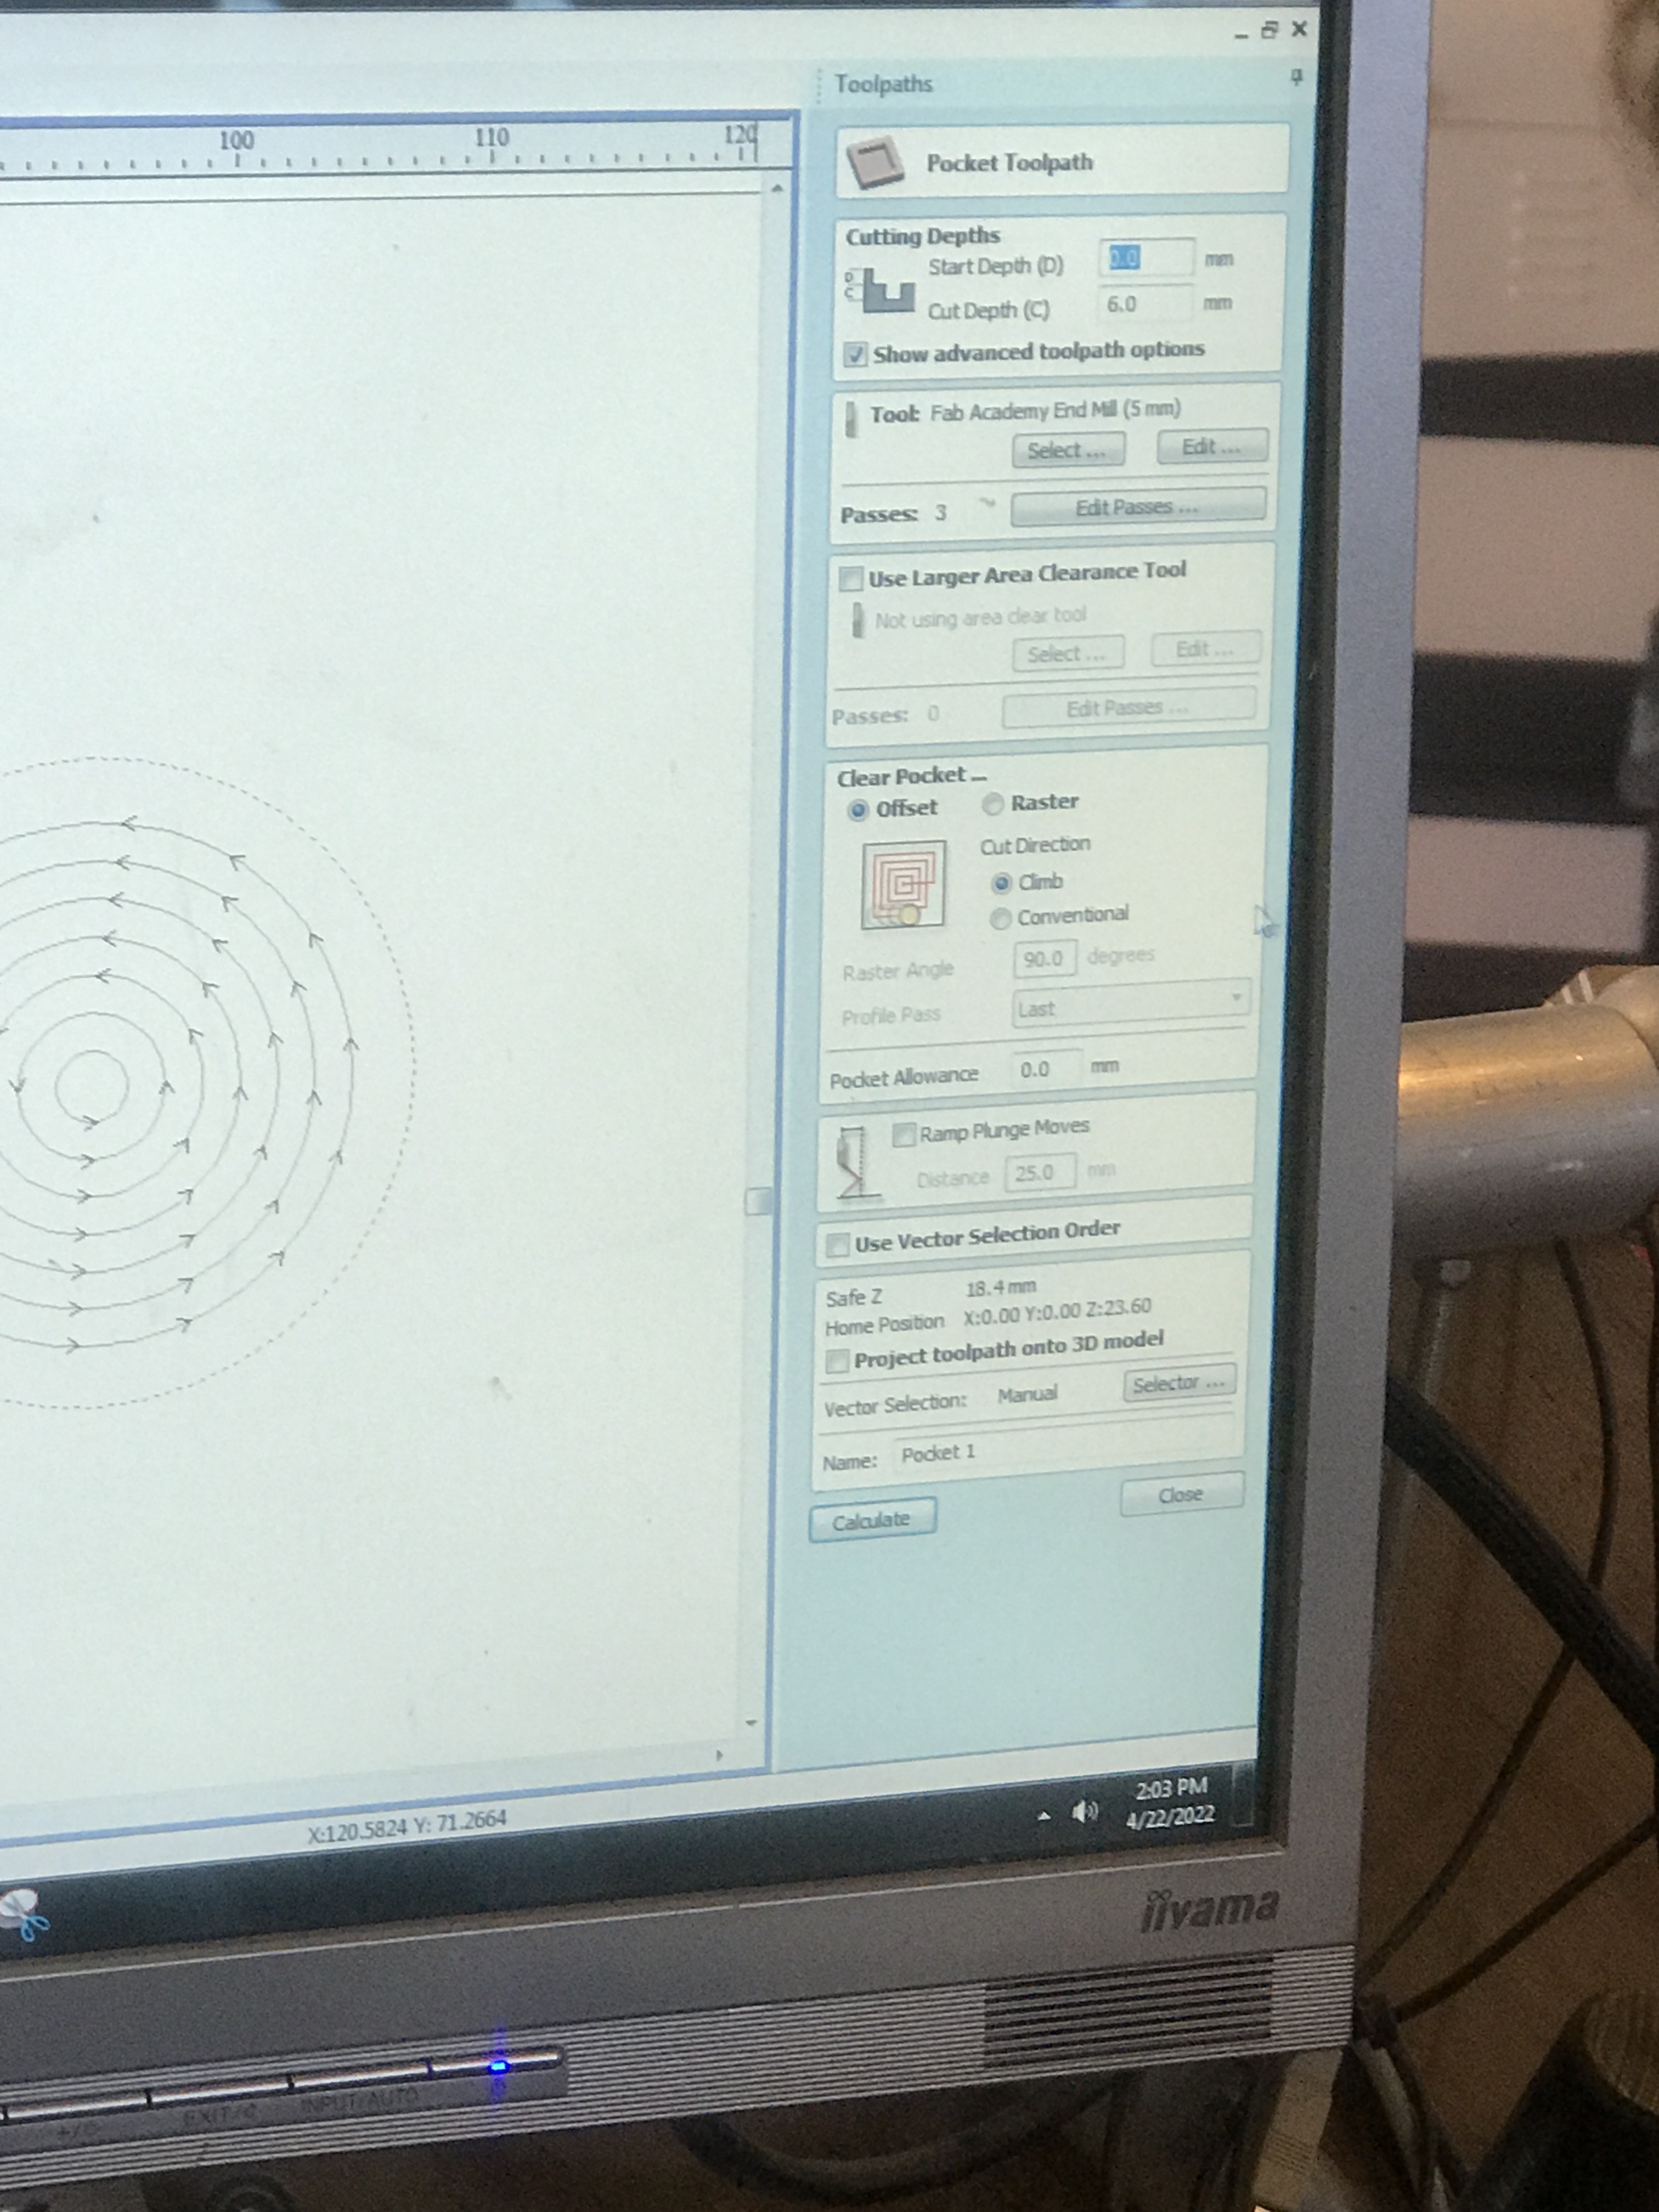 Toolpaths
100 110 120
Pocket Toolpath
Cutting Depths
Start Depth (D) 0.0 mm
D
C
Cut Depth (C) 6.0 mm
Show advanced toolpath options
Tool: Fab Academy End Mill (5 mm)
Select ... Edit ...
Passes: 3 Edit Passes ...
Use Larger Area Clearance Tool
Not using area clear tool
Select ... Edit ...
Passes: 0 Edit Passes ...
Clear Pocket ...
Offset Raster
Cut Direction
Climb
Conventional
Raster Angle 90.0 degrees
Profile Pass Last
Pocket Allowance 0.0 mm
Ramp Plunge Moves
Distance 25.0 mm
Use Vector Selection Order
Safe Z 18.4 mm
Home Position X:0.00 Y:0.00 Z:23.60
Project toolpath onto 3D model
Vector Selection: Manual Selector ...
Name: Pocket 1
Calculate Close
X:120.5824 Y: 71.2664
2:03 PM
4/22/2022
iiyama
EXIT/ INPUT/AUTO